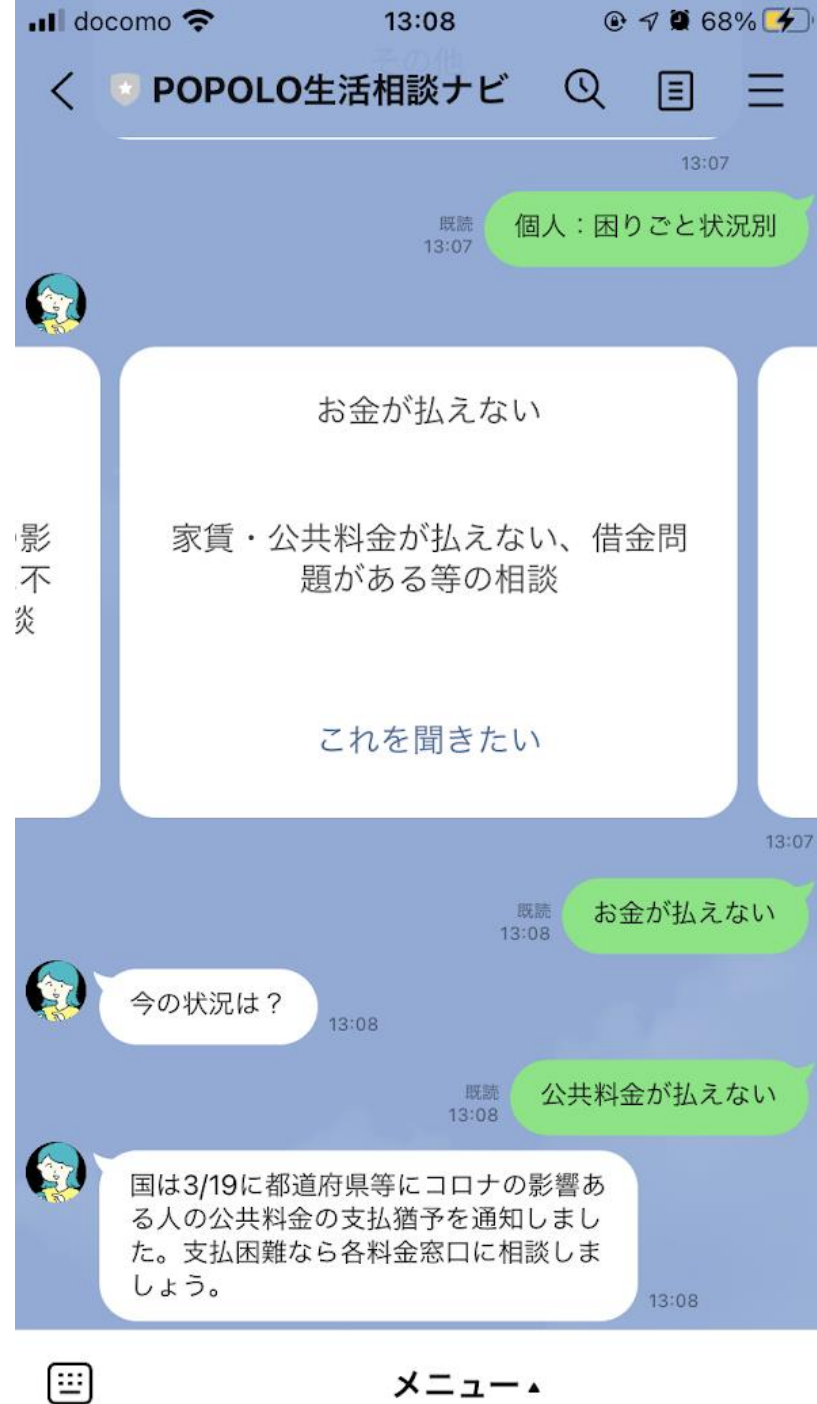 docomo 13:08 68%
その他
POPOLO生活相談ナビ
13:07
個人：困りごと状況別
既読
13:07
お金が払えない
家賃・公共料金が払えない、借金問
題がある等の相談
影
不
談
これを聞きたい
13:07
お金が払えない
既読
13:08
今の状況は？
13:08
公共料金が払えない
既読
13:08
国は3/19に都道府県等にコロナの影響あ
る人の公共料金の支払猶予を通知しまし
た。支払困難なら各料金窓口に相談しま
しょう。
13:08
メニュー▲